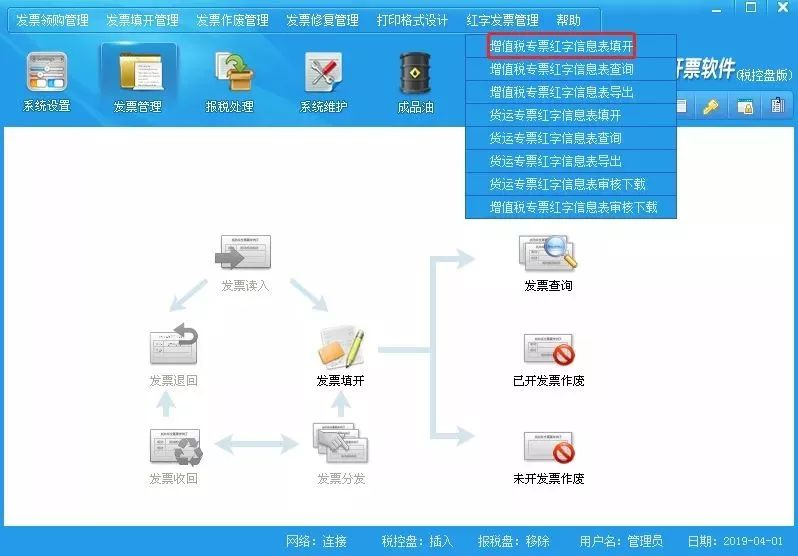 发票领购管理 发票填开管理 发票作废管理 发票修复管理 打印格式设计 红字发票管理 帮助
增值税专票红字信息表填开
增值税专票红字信息表查询
增值税专票红字信息表导出
货运专票红字信息表填开
货运专票红字信息表查询
货运专票红字信息表导出
货运专票红字信息表审核下载
增值税专票红字信息表审核下载
开票软件(税控盘版)
系统设置 发票管理 报税处理 系统维护 成品油
发票读入 发票查询
发票退回 发票填开 已开发票作废
发票收回 发票分发 未开发票作废
网络：连接 税控盘：插入 报税盘：移除 用户名：管理员 日期：2019-04-01